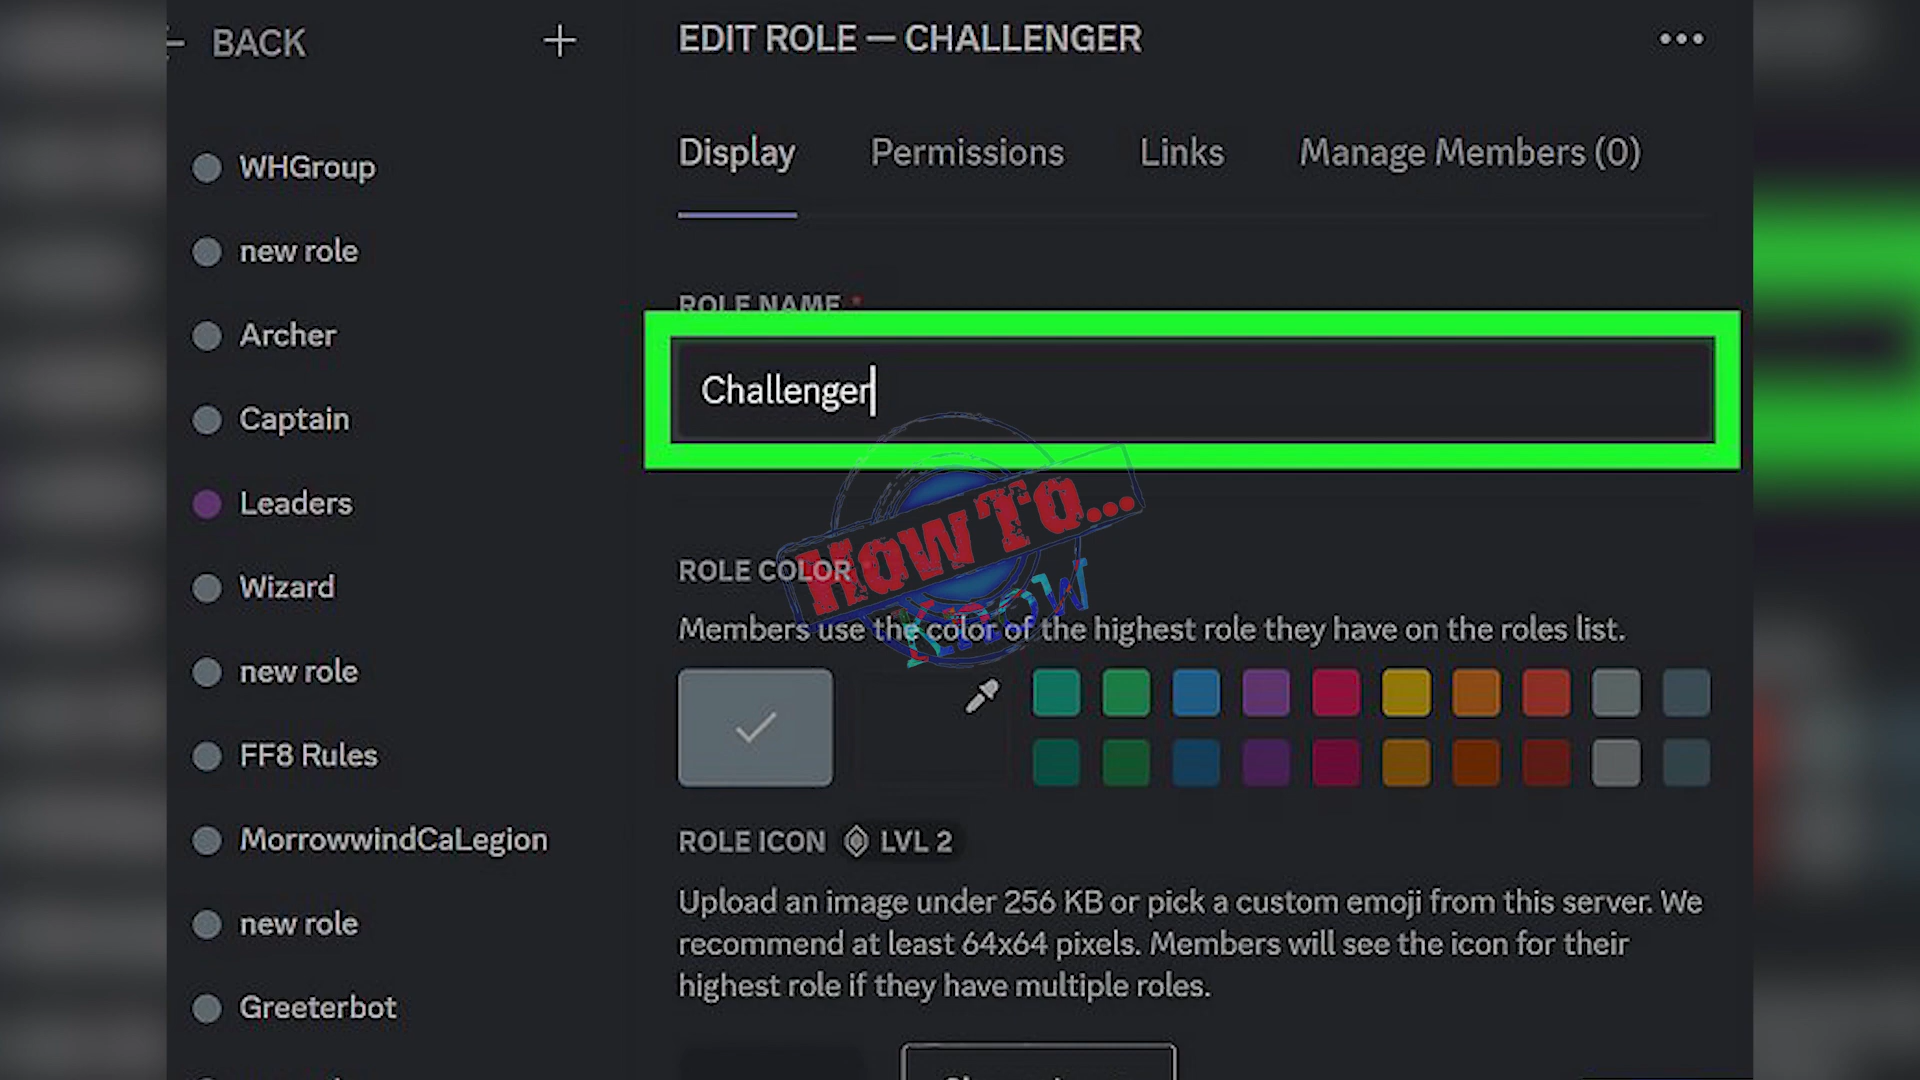 BACK
WHGroup
new role
Archer
Captain
Leaders
Wizard
new role
FF8 Rules
MorrowwindCaLegion
new role
Greeterbot
EDIT ROLE — CHALLENGER
Display Permissions Links Manage Members (0)
ROLE NAME *
Challenger
How To...
KNOW
ROLE COLOR
Members use the color of the highest role they have on the roles list.
ROLE ICON LVL 2
Upload an image under 256 KB or pick a custom emoji from this server. We
recommend at least 64x64 pixels. Members will see the icon for their
highest role if they have multiple roles.